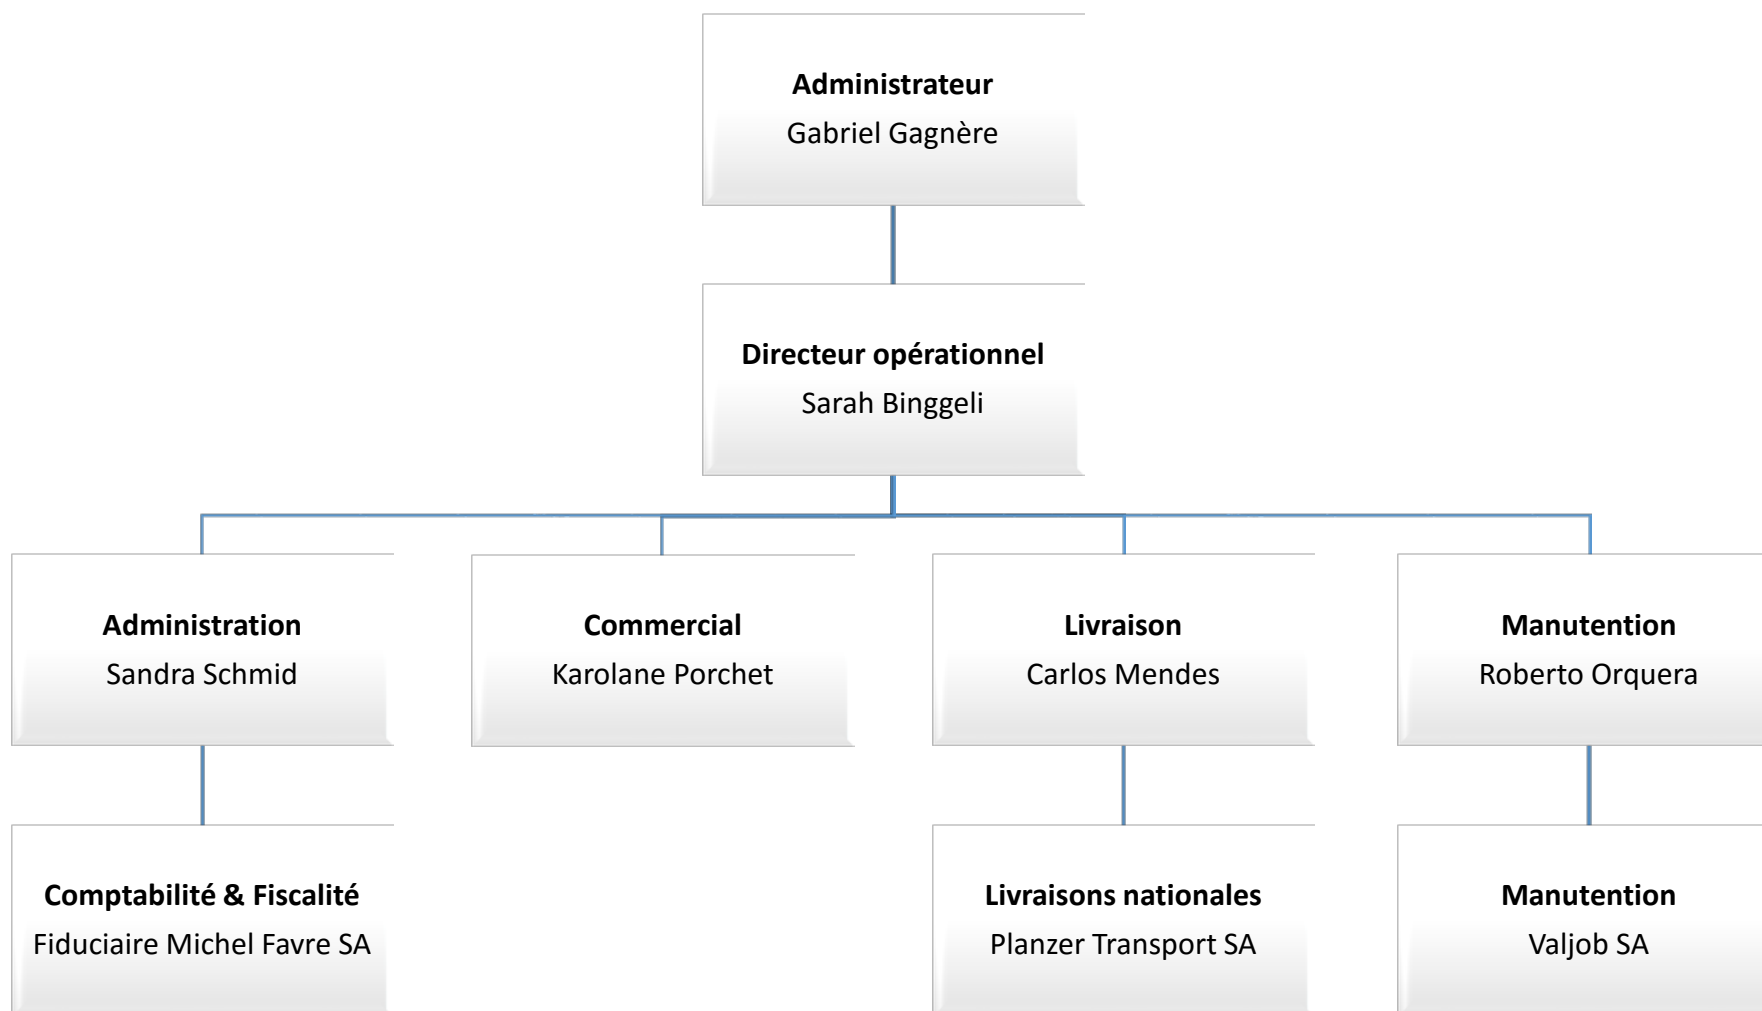 Administrateur
Gabriel Gagnère
Directeur opérationnel
Sarah Binggeli
Administration
Sandra Schmid
Commercial
Karolane Porchet
Livraison
Carlos Mendes
Manutention
Roberto Orquera
Comptabilité & Fiscalité
Fiduciaire Michel Favre SA
Livraisons nationales
Planzer Transport SA
Manutention
Valjob SA